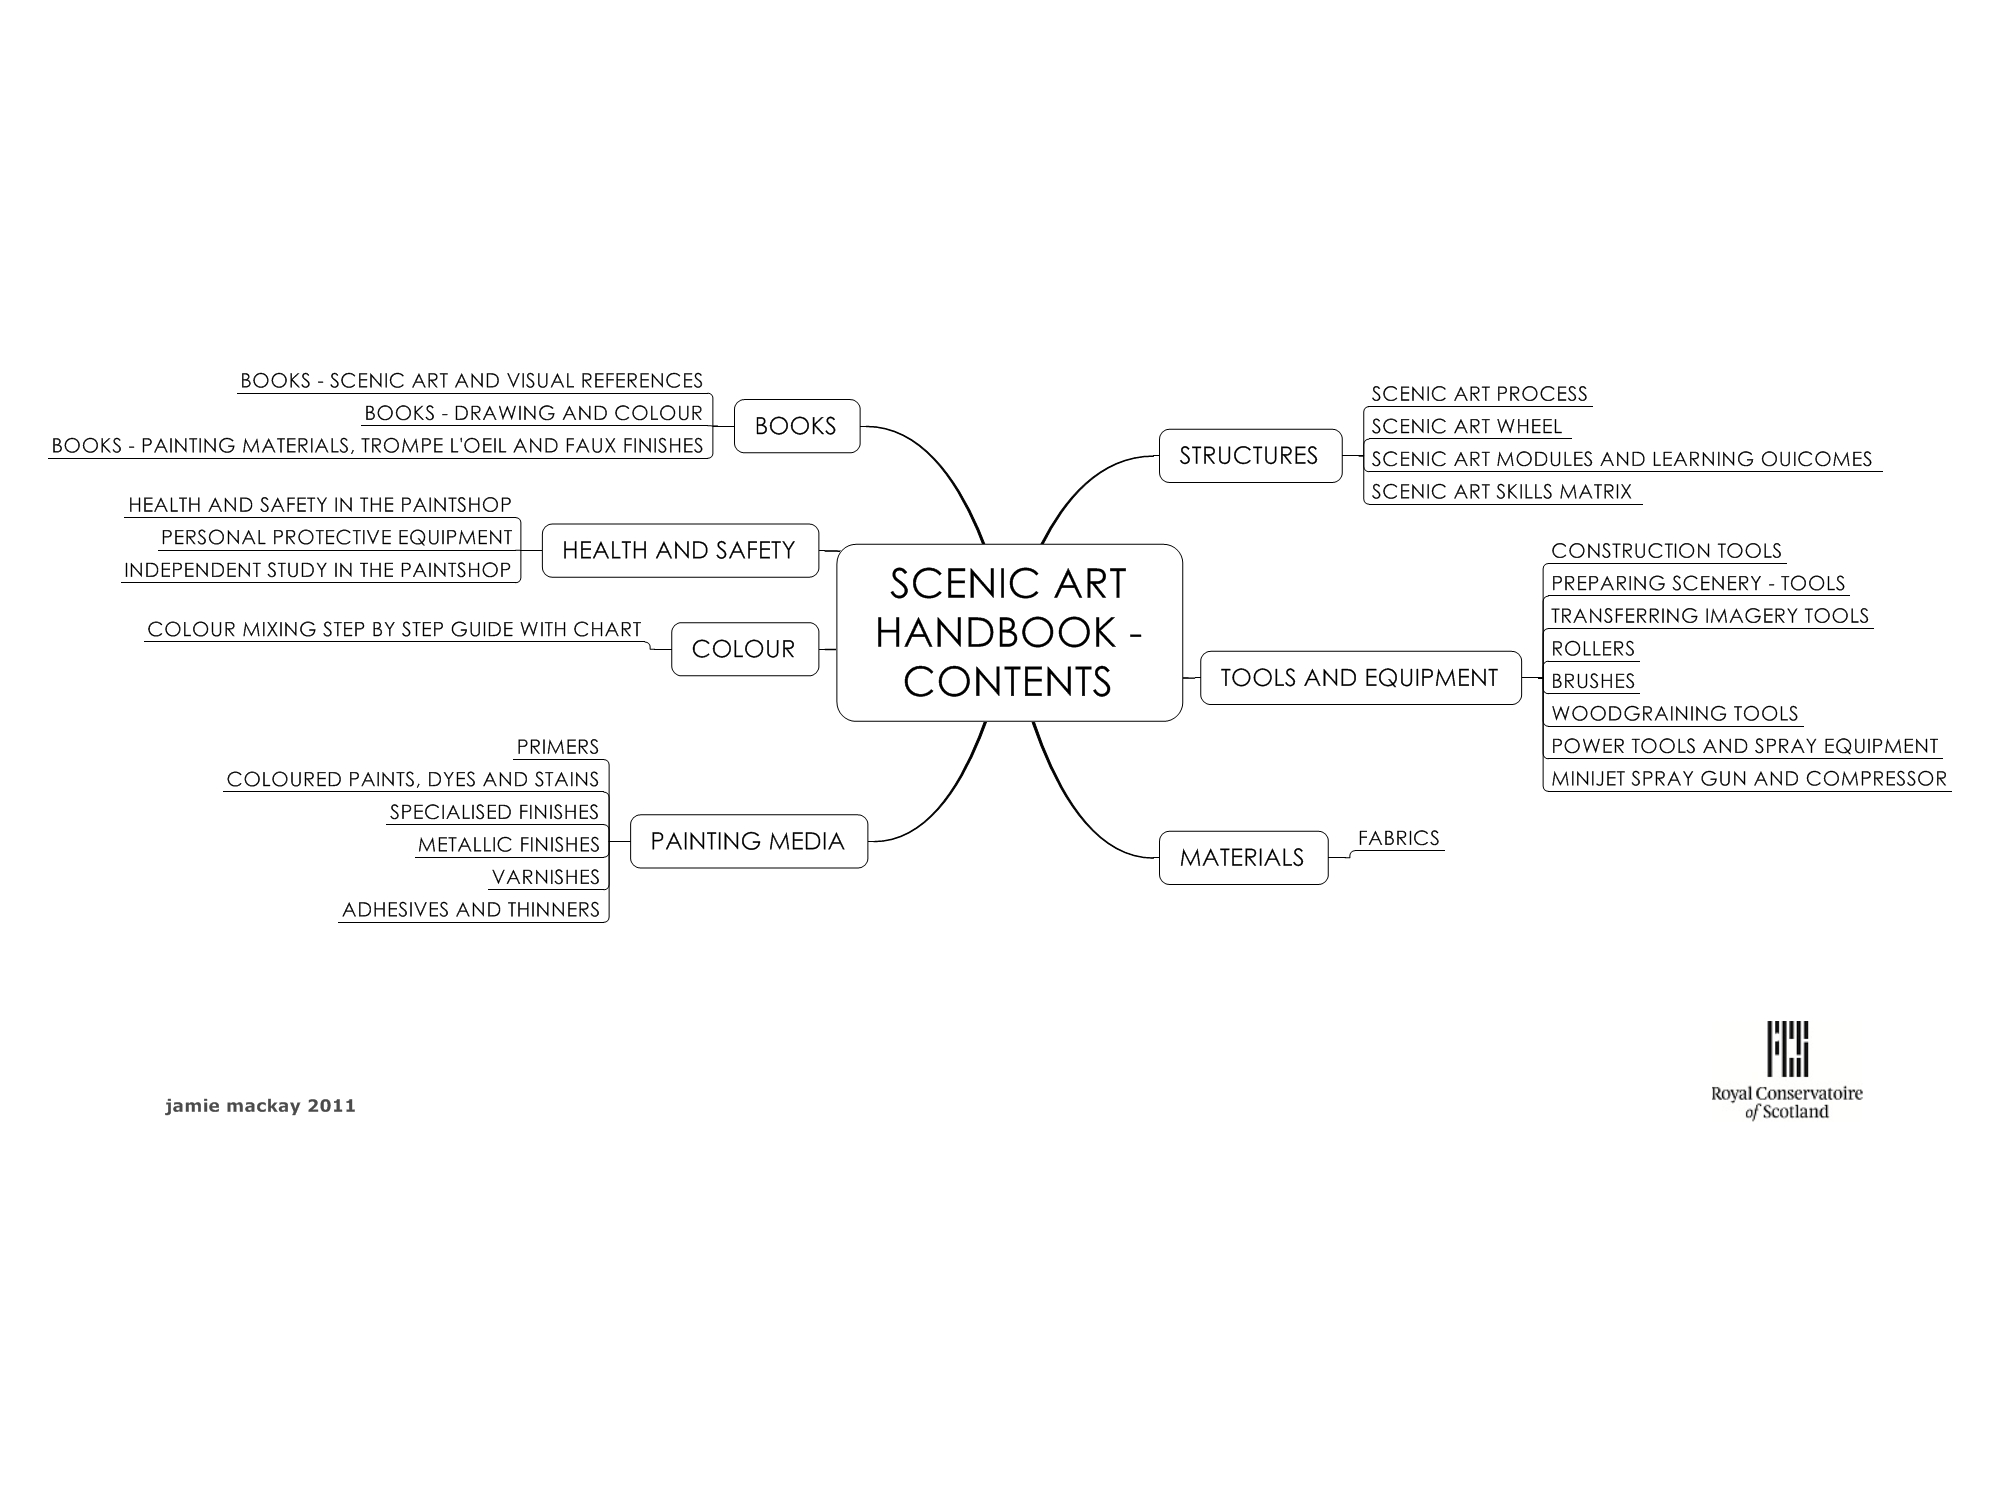 BOOKS - SCENIC ART AND VISUAL REFERENCES
BOOKS - DRAWING AND COLOUR
BOOKS - PAINTING MATERIALS, TROMPE L'OEIL AND FAUX FINISHES
BOOKS
HEALTH AND SAFETY IN THE PAINTSHOP
PERSONAL PROTECTIVE EQUIPMENT
INDEPENDENT STUDY IN THE PAINTSHOP
HEALTH AND SAFETY
COLOUR MIXING STEP BY STEP GUIDE WITH CHART
COLOUR
PRIMERS
COLOURED PAINTS, DYES AND STAINS
SPECIALISED FINISHES
METALLIC FINISHES
VARNISHES
ADHESIVES AND THINNERS
PAINTING MEDIA
SCENIC ART
HANDBOOK -
CONTENTS
STRUCTURES
SCENIC ART PROCESS
SCENIC ART WHEEL
SCENIC ART MODULES AND LEARNING OUICOMES
SCENIC ART SKILLS MATRIX
TOOLS AND EQUIPMENT
CONSTRUCTION TOOLS
PREPARING SCENERY - TOOLS
TRANSFERRING IMAGERY TOOLS
ROLLERS
BRUSHES
WOODGRAINING TOOLS
POWER TOOLS AND SPRAY EQUIPMENT
MINIJET SPRAY GUN AND COMPRESSOR
MATERIALS
FABRICS
jamie mackay 2011
Royal Conservatoire
of Scotland